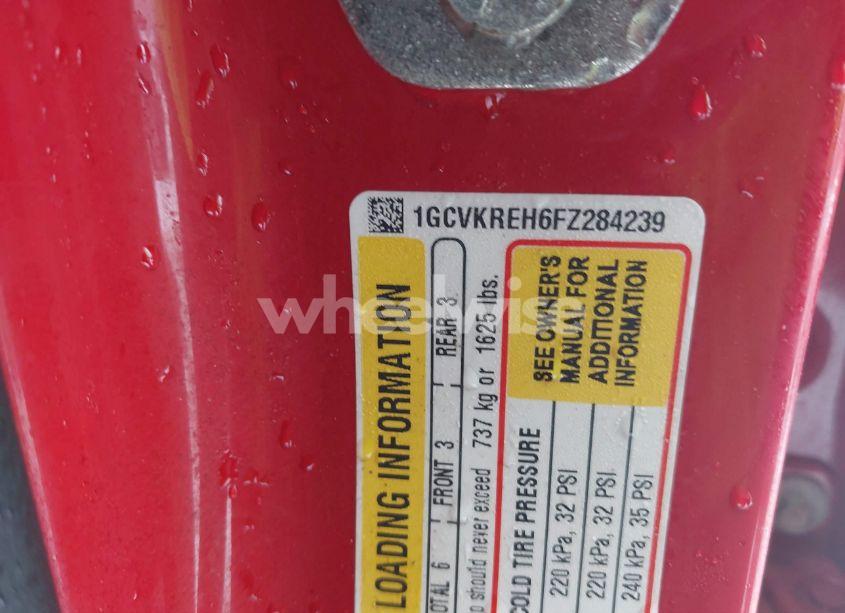 1GCVKREH6FZ284239
LOADING INFORMATION
OTAL 6 FRONT 3 REAR 3
should never exceed 737 kg or 1625 lbs.
COLD TIRE PRESSURE
SEE OWNER'S
MANUAL FOR
ADDITIONAL
INFORMATION
220 kPa, 32 PSI
220 kPa, 32 PSI
240 kPa, 35 PSI
wheelwise